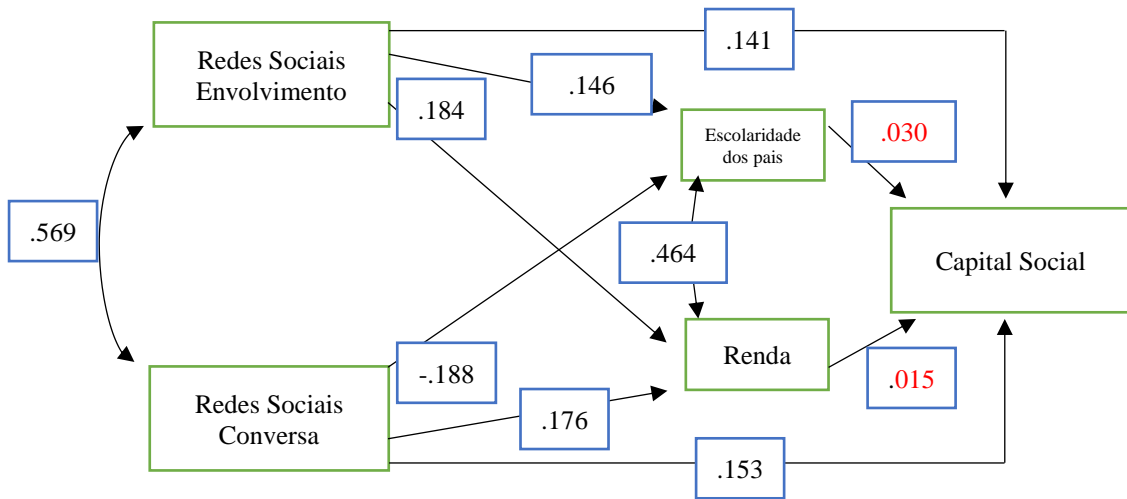 .141
Redes Sociais
Envolvimento
.146
.184
Escolaridade
dos pais
.030
.569
.464
Capital Social
Renda
-.188
.015
Redes Sociais
Conversa
.176
.153